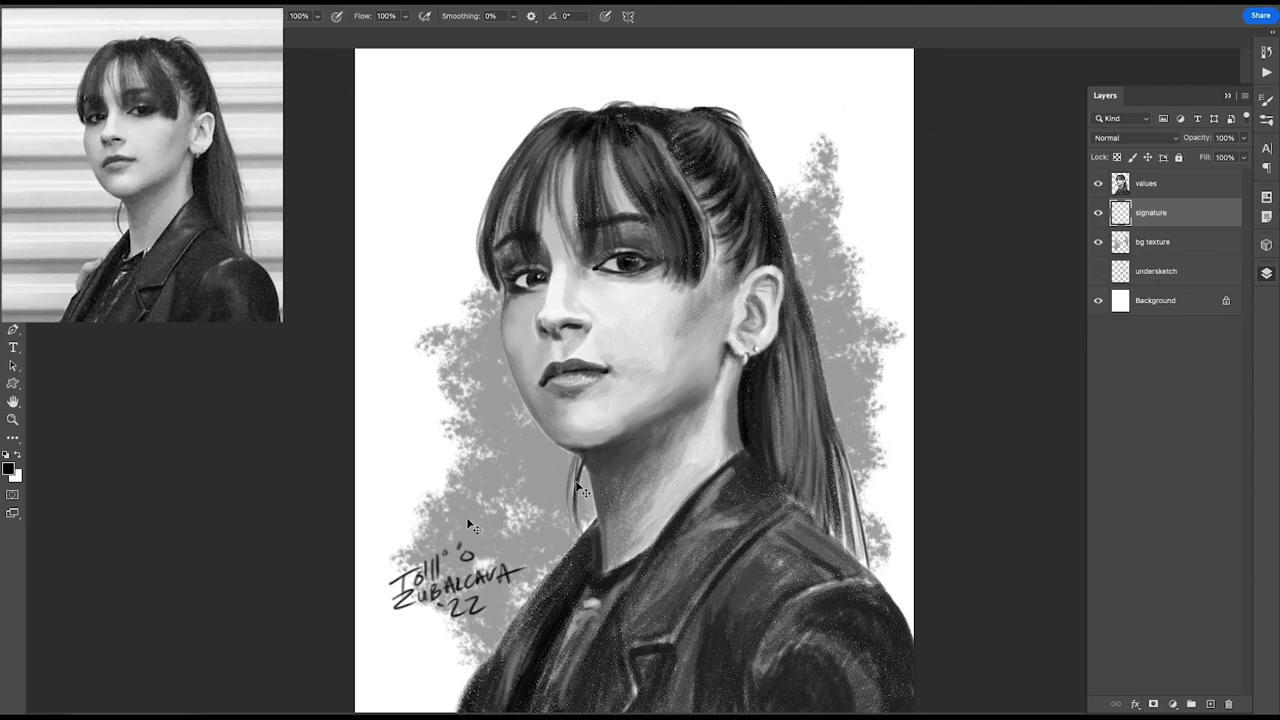 100%
Flow: 100%
Smoothing: 0%
0°
Share
Layers
Kind
Normal
Opacity: 100%
Lock:
Fill: 100%
values
signature
bg texture
undersketch
Background
ZUBALCAVA
'22